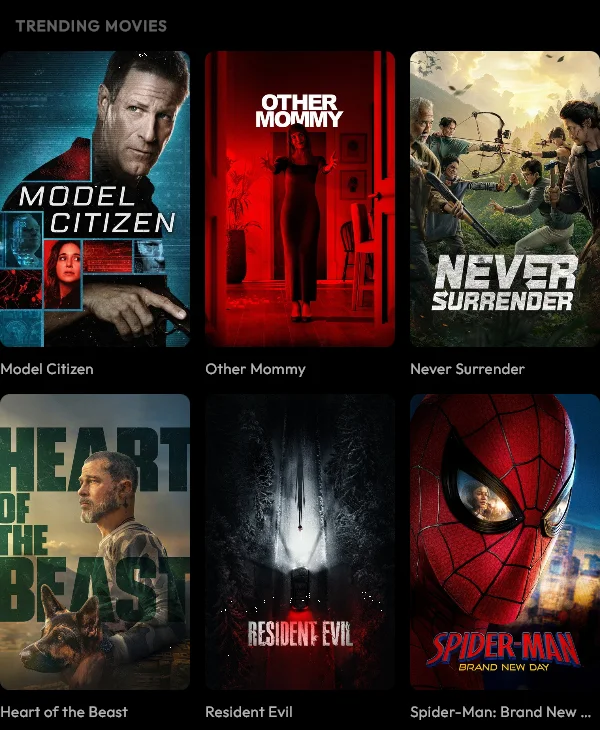 TRENDING MOVIES
MODEL
CITIZEN
OTHER
MOMMY
NEVER
SURRENDER
Model Citizen
Other Mommy
Never Surrender
HEART
OF
THE
BEAST
RESIDENT EVIL
SPIDER-MAN
BRAND NEW DAY
Heart of the Beast
Resident Evil
Spider-Man: Brand New ...